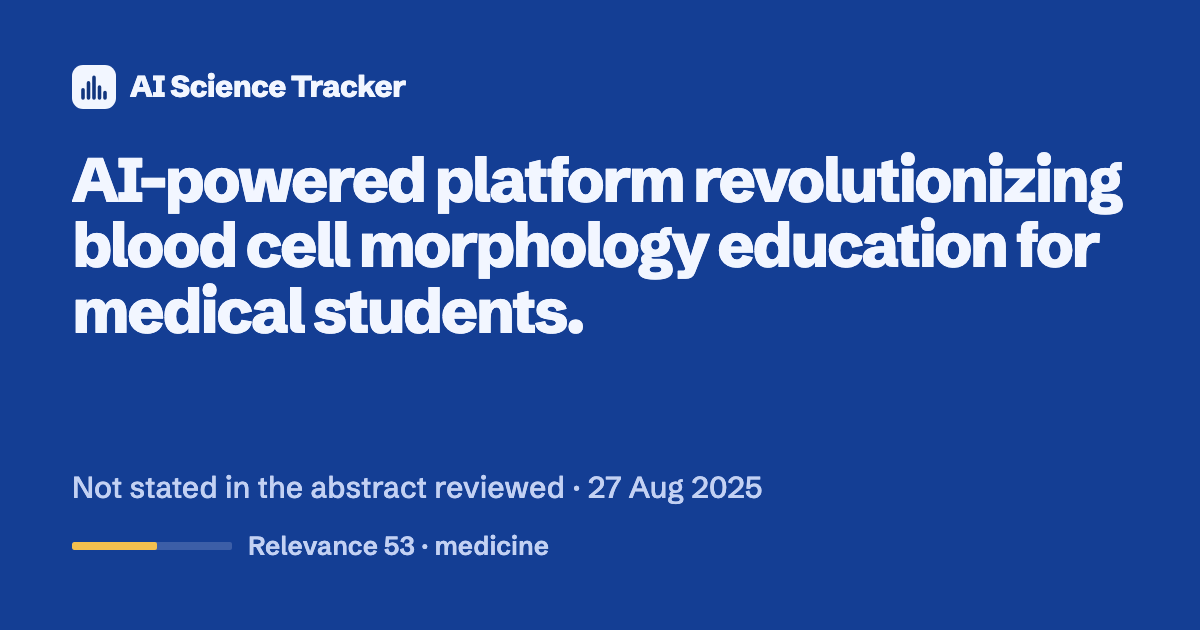 AI Science Tracker
AI-powered platform revolutionizing
blood cell morphology education for
medical students.
Not stated in the abstract reviewed · 27 Aug 2025
Relevance 53 · medicine